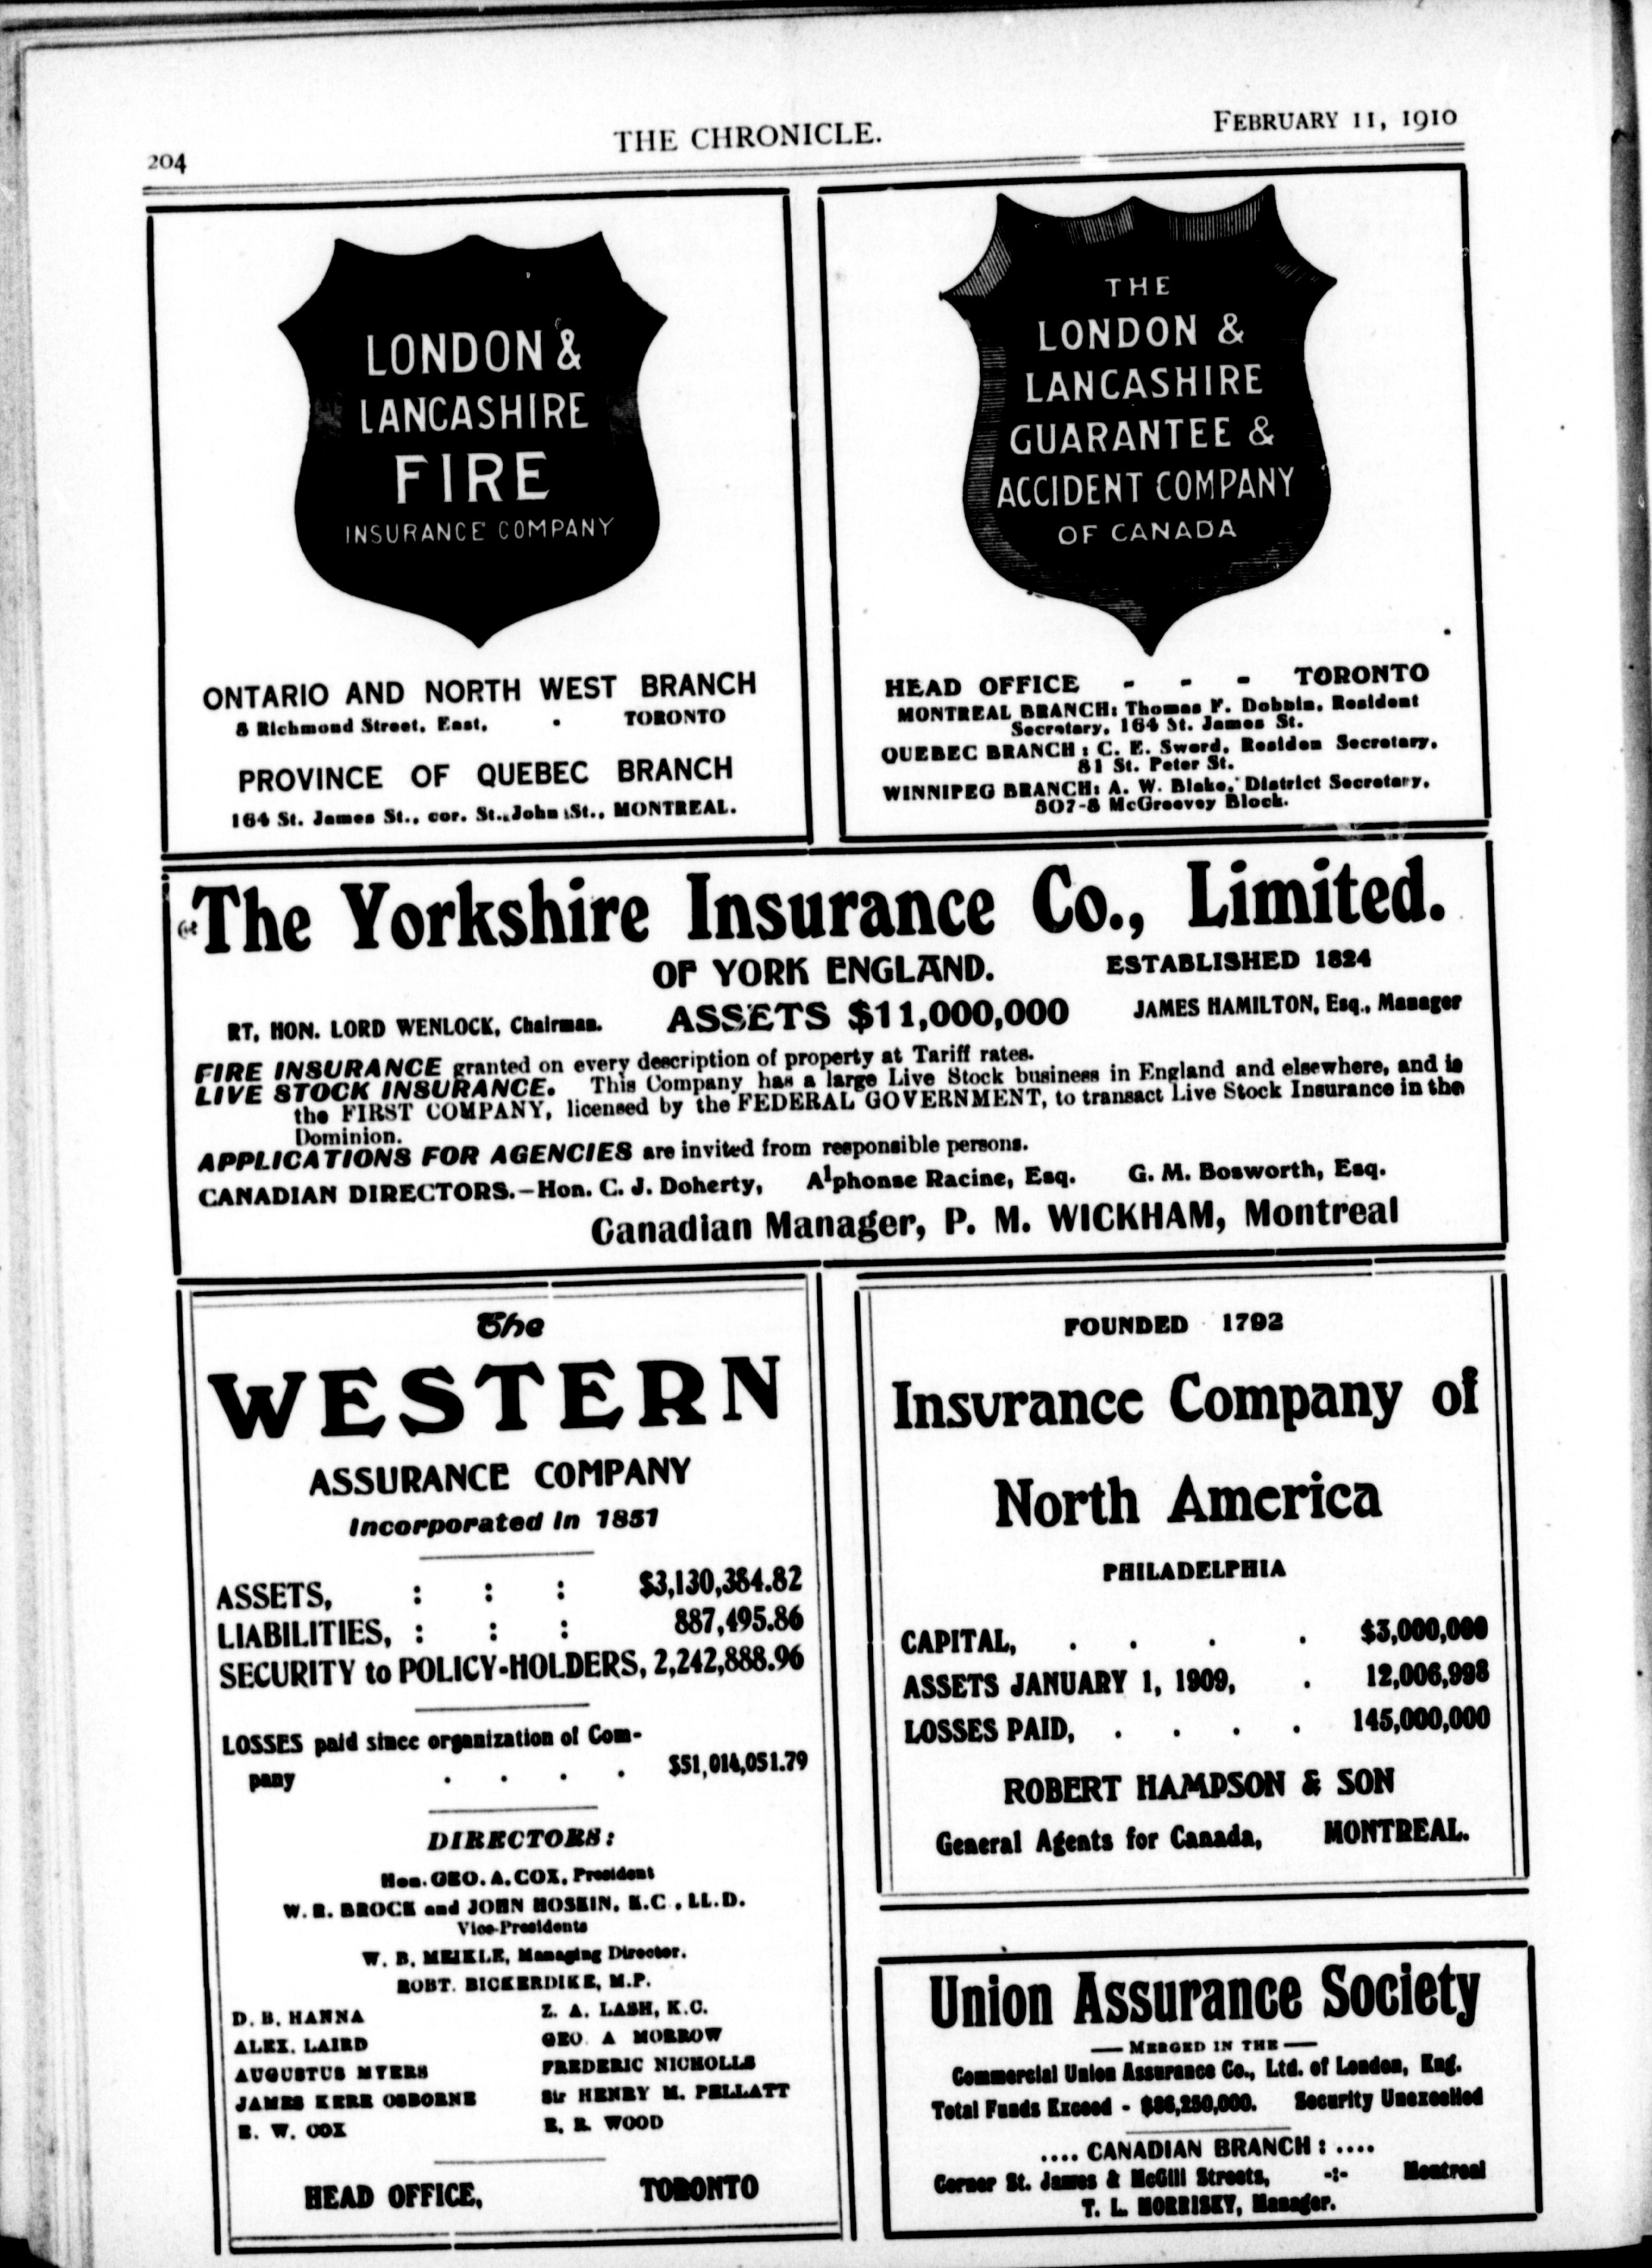 204
THE CHRONICLE.
FEBRUARY 11, 1910
LONDON &
LANCASHIRE
FIRE
INSURANCE COMPANY
ONTARIO AND NORTH WEST BRANCH
8 Richmond Street, East, - TORONTO
PROVINCE OF QUEBEC BRANCH
164 St. James St., cor. St. John St., MONTREAL.
THE
LONDON &
LANCASHIRE
GUARANTEE &
ACCIDENT COMPANY
OF CANADA
HEAD OFFICE - - - TORONTO
MONTREAL BRANCH: Thomas F. Dobbin, Resident
Secretary, 164 St. James St.
QUEBEC BRANCH : C. E. Sword, Residen Secretary,
81 St. Peter St.
WINNIPEG BRANCH: A. W. Blake, District Secretary,
507-8 McGreevey Block.
The Yorkshire Insurance Co., Limited.
OF YORK ENGLAND. ESTABLISHED 1824
RT. HON. LORD WENLOCK, Chairman. ASSETS $11,000,000 JAMES HAMILTON, Esq., Manager
FIRE INSURANCE granted on every description of property at Tariff rates.
LIVE STOCK INSURANCE. This Company has a large Live Stock business in England and elsewhere, and is
the FIRST COMPANY, licensed by the FEDERAL GOVERNMENT, to transact Live Stock Insurance in the
Dominion.
APPLICATIONS FOR AGENCIES are invited from responsible persons.
CANADIAN DIRECTORS.—Hon. C. J. Doherty, Alphonse Racine, Esq. G. M. Bosworth, Esq.
Canadian Manager, P. M. WICKHAM, Montreal
The
WESTERN
ASSURANCE COMPANY
Incorporated in 1851
ASSETS, : : : $3,130,384.82
LIABILITIES, : : : 887,495.86
SECURITY to POLICY-HOLDERS, 2,242,888.96
LOSSES paid since organization of Com-
pany . . . . $51,014,051.79
DIRECTORS:
Hon. GEO. A. COX, President
W. R. BROCK and JOHN HOSKIN, K.C., LL.D.
Vice-Presidents
W. B. MEIKLE, Managing Director.
ROBT. BICKERDIKE, M.P.
D. B. HANNA Z. A. LASH, K.C.
ALEX. LAIRD GEO. A MORROW
AUGUSTUS MYERS FREDERIC NICHOLLS
JAMES KERR OSBORNE Sir HENRY M. PELLATT
E. W. COX E. R. WOOD
HEAD OFFICE, TORONTO
FOUNDED 1792
Insurance Company of
North America
PHILADELPHIA
CAPITAL, . . . . $3,000,000
ASSETS JANUARY 1, 1909, . 12,006,998
LOSSES PAID, . . . . 145,000,000
ROBERT HAMPSON & SON
General Agents for Canada, MONTREAL.
Union Assurance Society
— MERGED IN THE —
Commercial Union Assurance Co., Ltd. of London, Eng.
Total Funds Exceed - $86,250,000. Security Unexcelled
.... CANADIAN BRANCH : ....
Corner St. James & McGill Streets, -:- Montreal
T. L. MORRISEY, Manager.